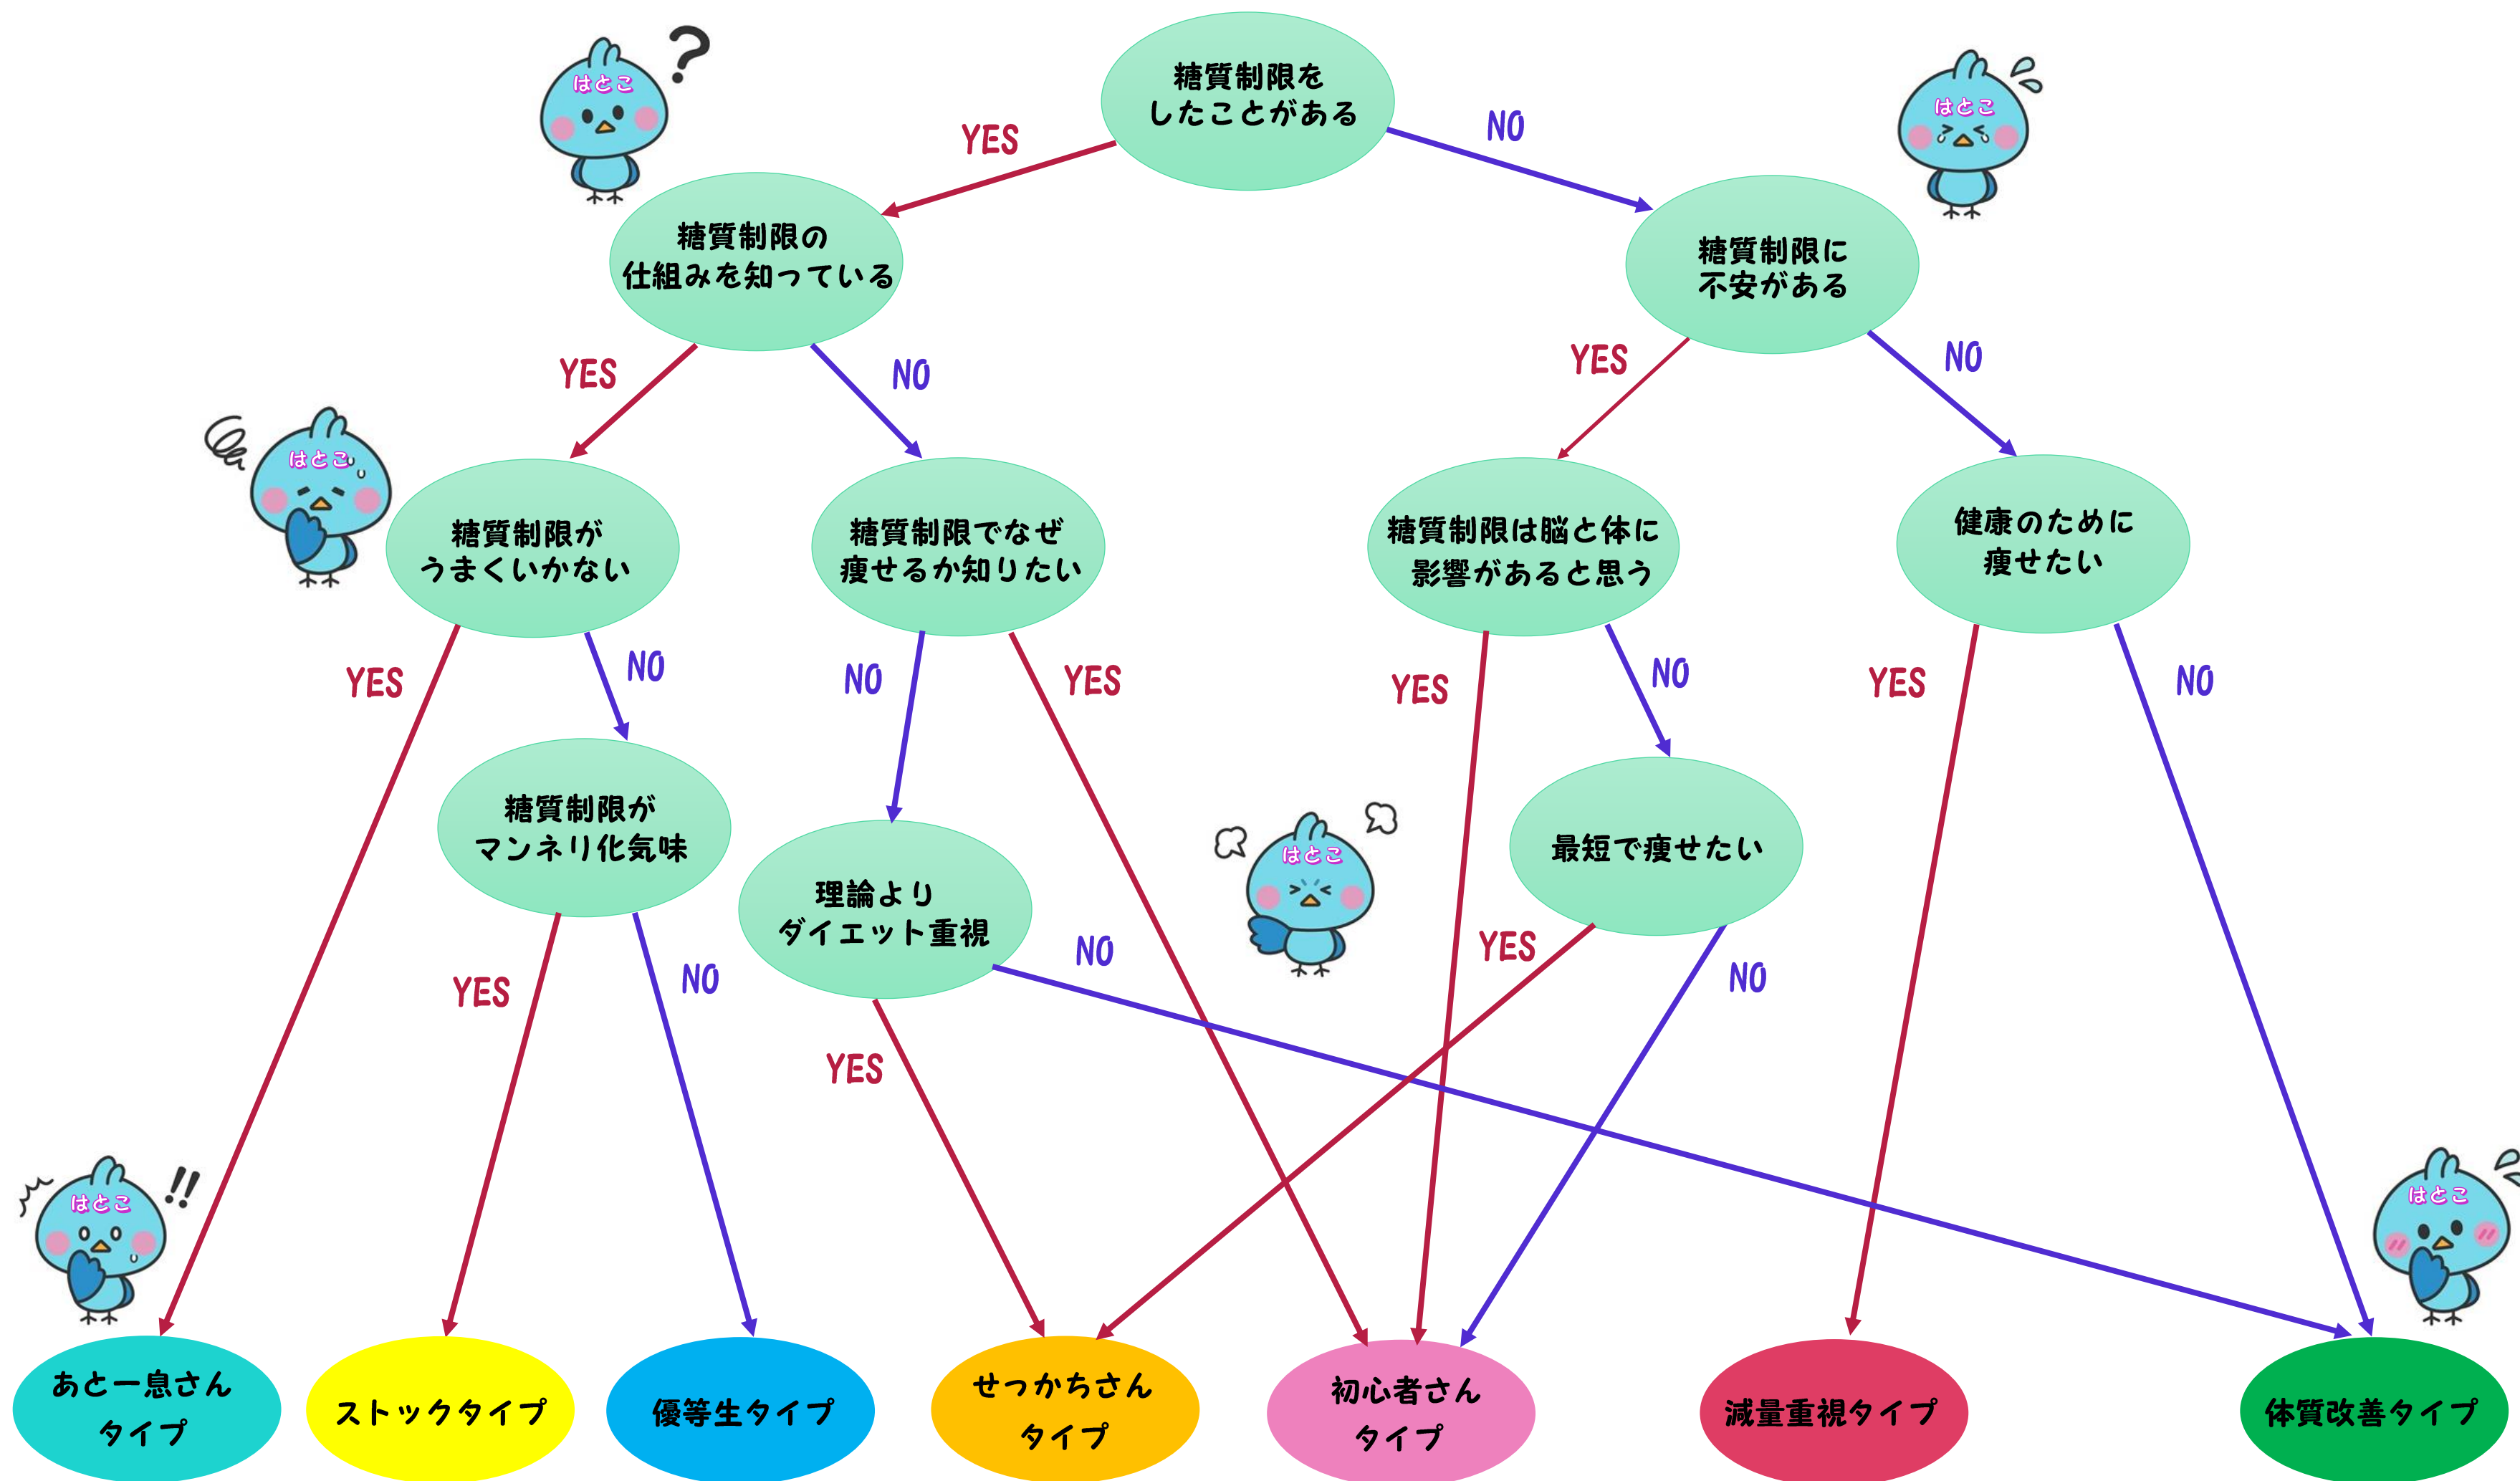 はとこ
?
糖質制限を
したことがある
はとこ
YES
NO
糖質制限の
仕組みを知っている
糖質制限に
不安がある
YES
NO
YES
NO
はとこ
糖質制限が
うまくいかない
糖質制限でなぜ
痩せるか知りたい
糖質制限は脳と体に
影響があると思う
健康のために
痩せたい
YES
NO
NO
YES
YES
NO
YES
NO
糖質制限が
マンネリ化気味
理論より
ダイエット重視
はとこ
最短で痩せたい
YES
NO
YES
NO
YES
NO
はとこ
!!
はとこ
あと一息さん
タイプ
ストックタイプ
優等生タイプ
せっかちさん
タイプ
初心者さん
タイプ
減量重視タイプ
体質改善タイプ